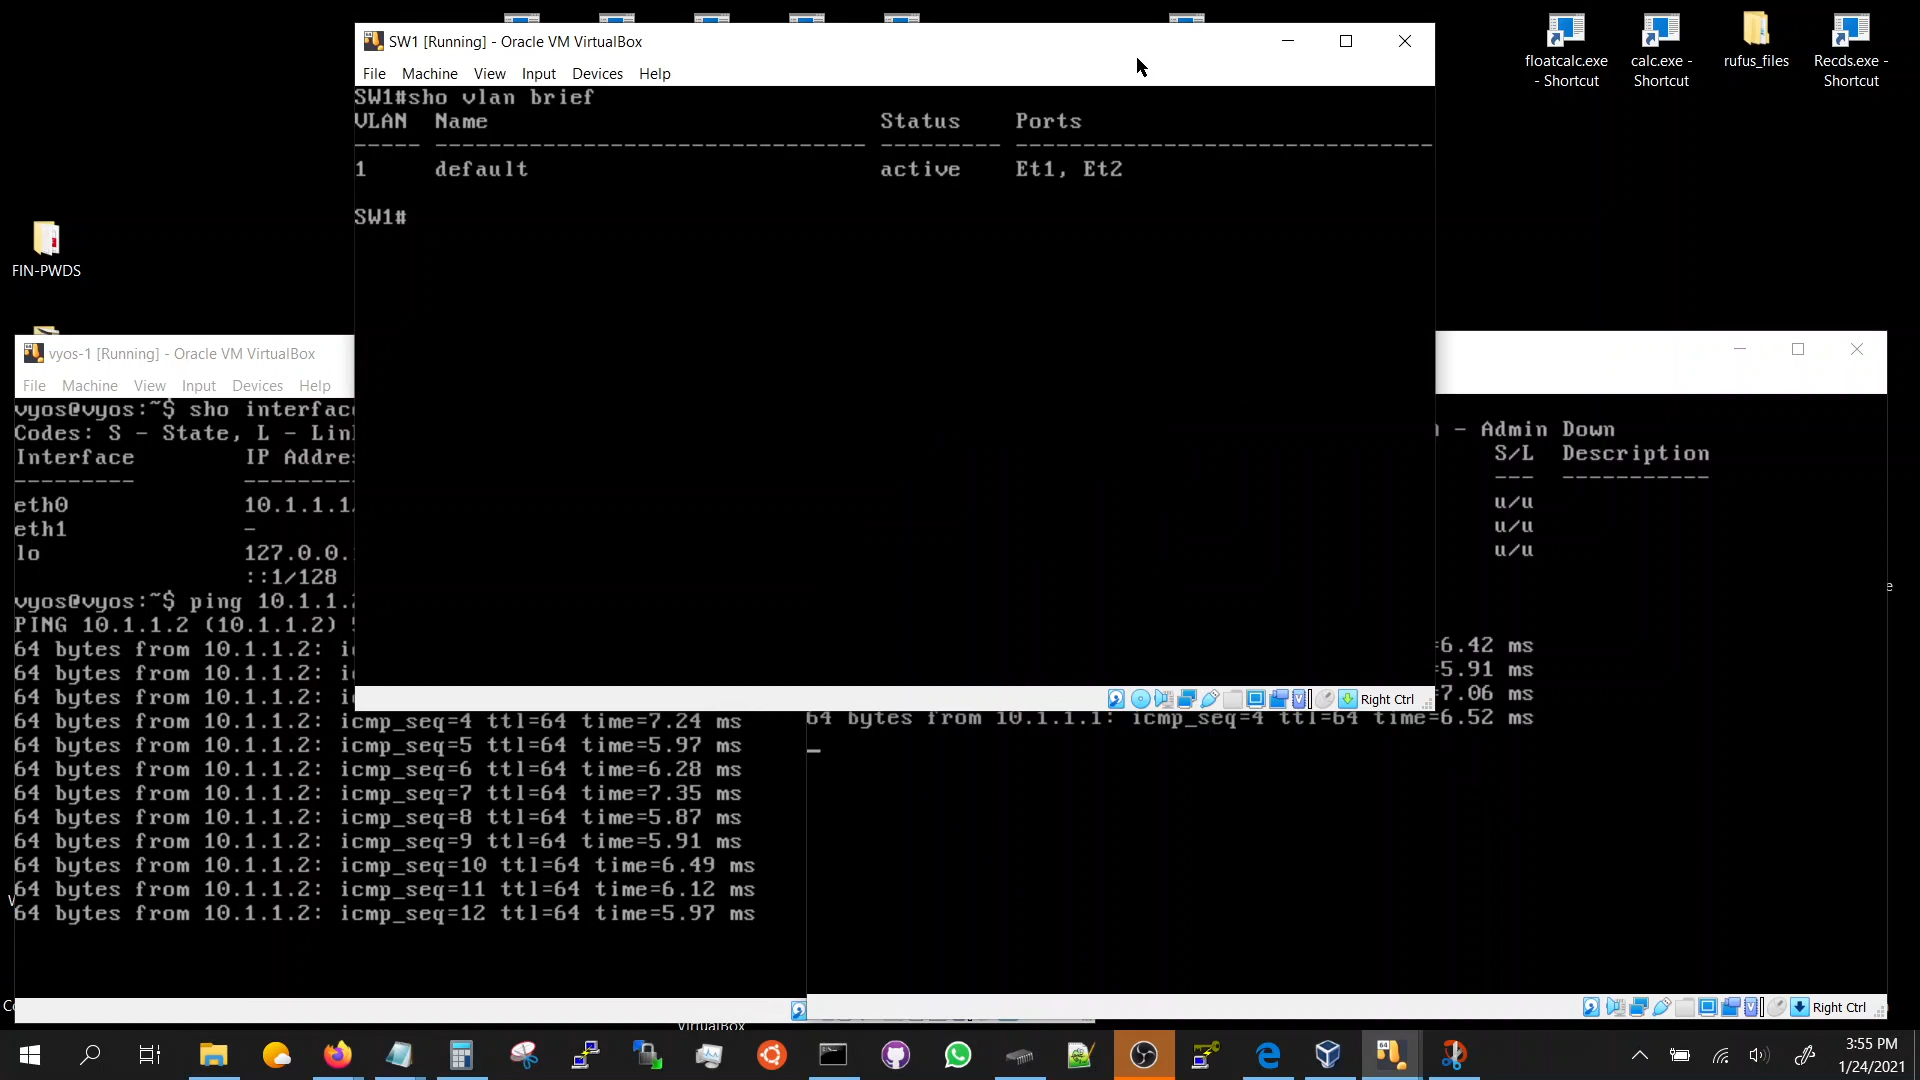 floatcalc.exe - Shortcut
calc.exe - Shortcut
rufus_files
Recds.exe - Shortcut
FIN-PWDS
SW1 [Running] - Oracle VM VirtualBox
File Machine View Input Devices Help
SW1#sho vlan brief
VLAN Name Status Ports
----- -------------------------------- --------- -------------------------------
1 default active Et1, Et2
SW1#
Right Ctrl
vyos-1 [Running] - Oracle VM VirtualBox
File Machine View Input Devices Help
vyos@vyos:~$ sho interfac
Codes: S - State, L - Lin
Interface IP Addre
--------- --------
eth0 10.1.1.1
eth1 -
lo 127.0.0.
::1/128
vyos@vyos:~$ ping 10.1.1.2
PING 10.1.1.2 (10.1.1.2)
64 bytes from 10.1.1.2: i
64 bytes from 10.1.1.2: i
64 bytes from 10.1.1.2: i
64 bytes from 10.1.1.2: icmp_seq=4 ttl=64 time=7.24 ms
64 bytes from 10.1.1.2: icmp_seq=5 ttl=64 time=5.97 ms
64 bytes from 10.1.1.2: icmp_seq=6 ttl=64 time=6.28 ms
64 bytes from 10.1.1.2: icmp_seq=7 ttl=64 time=7.35 ms
64 bytes from 10.1.1.2: icmp_seq=8 ttl=64 time=5.87 ms
64 bytes from 10.1.1.2: icmp_seq=9 ttl=64 time=5.91 ms
64 bytes from 10.1.1.2: icmp_seq=10 ttl=64 time=6.49 ms
64 bytes from 10.1.1.2: icmp_seq=11 ttl=64 time=6.12 ms
64 bytes from 10.1.1.2: icmp_seq=12 ttl=64 time=5.97 ms
- Admin Down
S/L Description
--- -----------
u/u
u/u
u/u
=6.42 ms
=5.91 ms
=7.06 ms
64 bytes from 10.1.1.1: icmp_seq=4 ttl=64 time=6.52 ms
Right Ctrl
VirtualBox
3:55 PM
1/24/2021